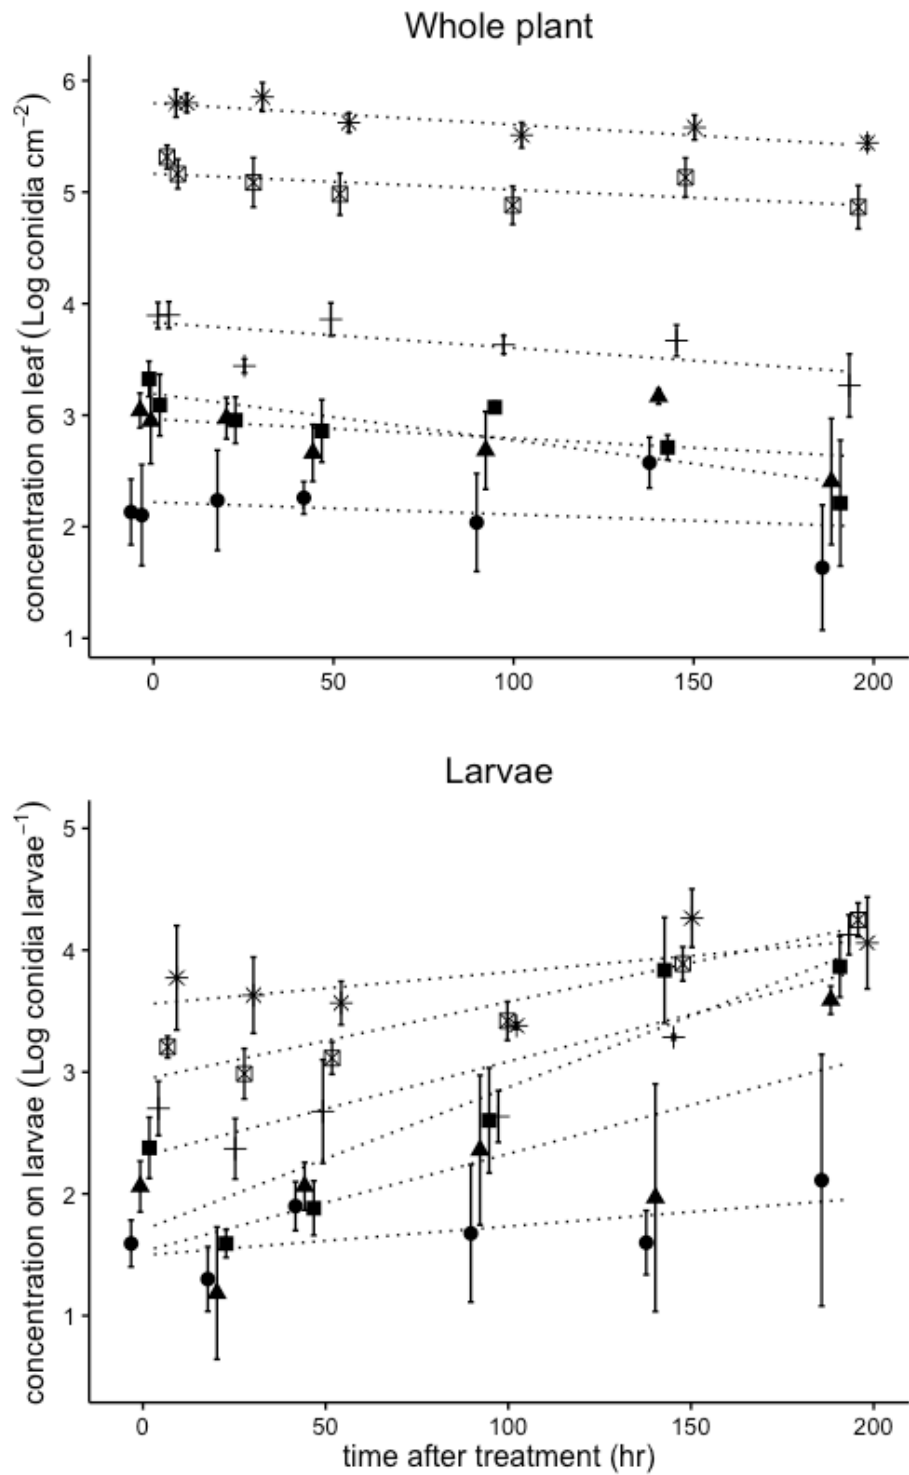 Whole plant
concentration on leaf (Log conidia cm⁻²)
6
5
4
3
2
1
0 50 100 150 200
Larvae
concentration on larvae (Log conidia larvae⁻¹)
5
4
3
2
1
0 50 100 150 200
time after treatment (hr)